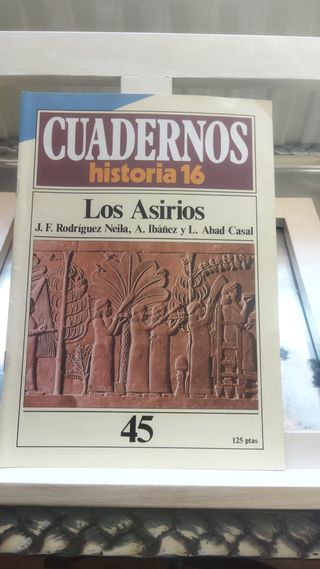 CUADERNOS
historia 16
Los Asirios
J. F. Rodríguez Neila, A. Ibáñez y L. Abad Casal
45
125 ptas